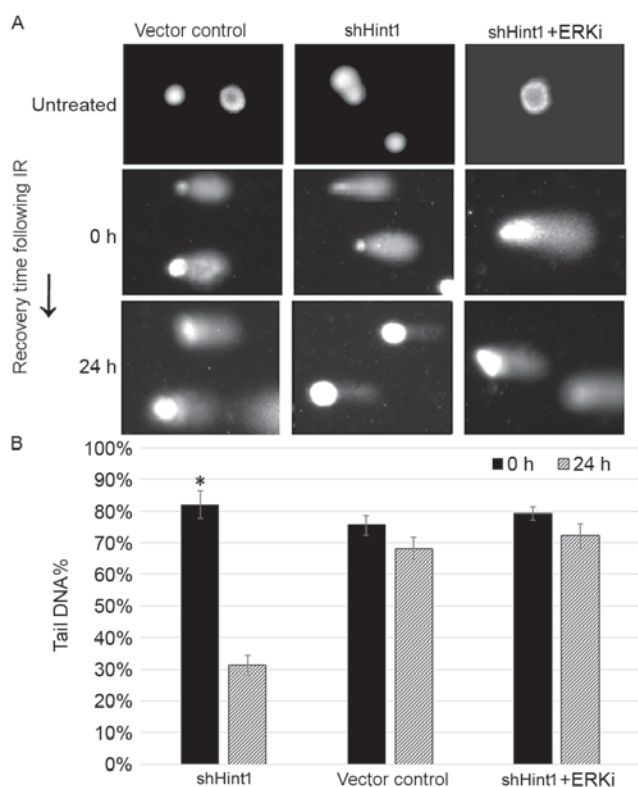 A
Vector control
shHint1
shHint1+ERKi
Untreated
Recovery time following IR
0 h
24 h
B
100%
90%
80%
70%
60%
50%
40%
30%
20%
10%
0%
Tail DNA%
*
0 h
24 h
shHint1
Vector control
shHint1+ERKi